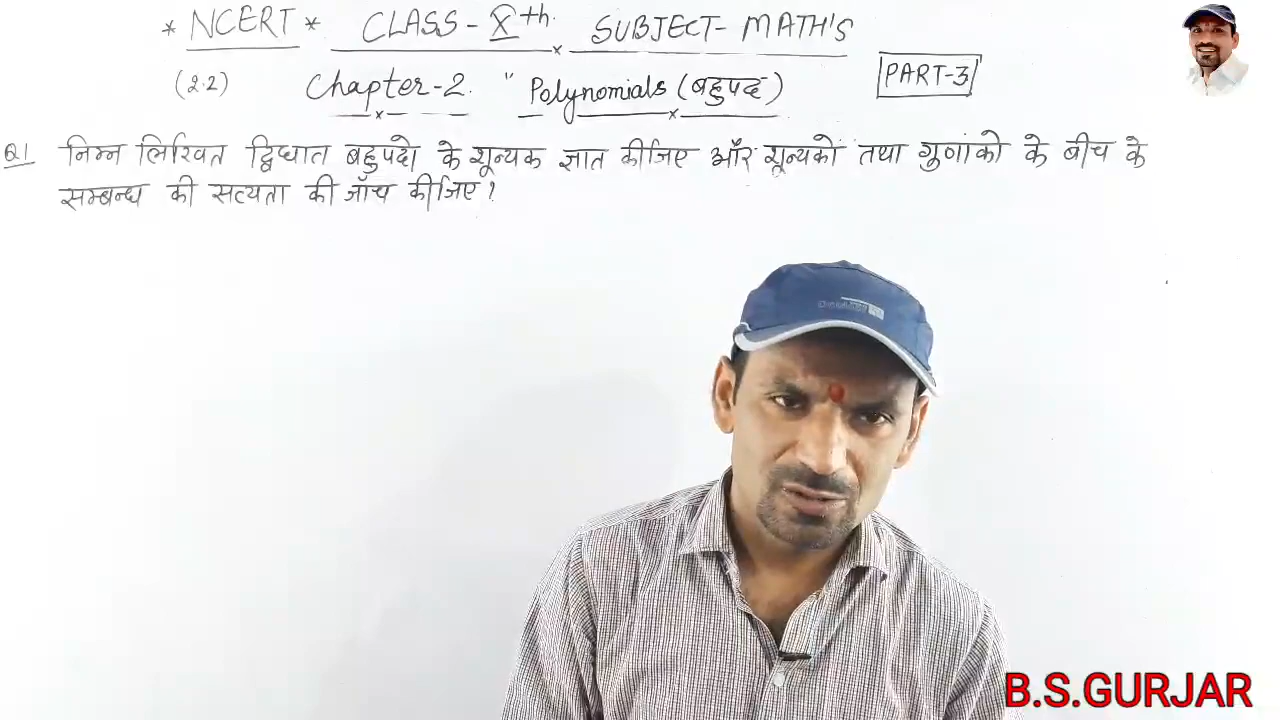 * NCERT * CLASS - Xth. SUBJECT - MATH'S
(2.2) Chapter-2. " Polynomials (बहुपद) PART-3
Q1 निम्न लिखित द्विघात बहुपदो के शून्यक ज्ञात कीजिए और शून्यको तथा गुणांको के बीच के
सम्बन्ध की सत्यता की जाँच कीजिए?
B.S.GURJAR